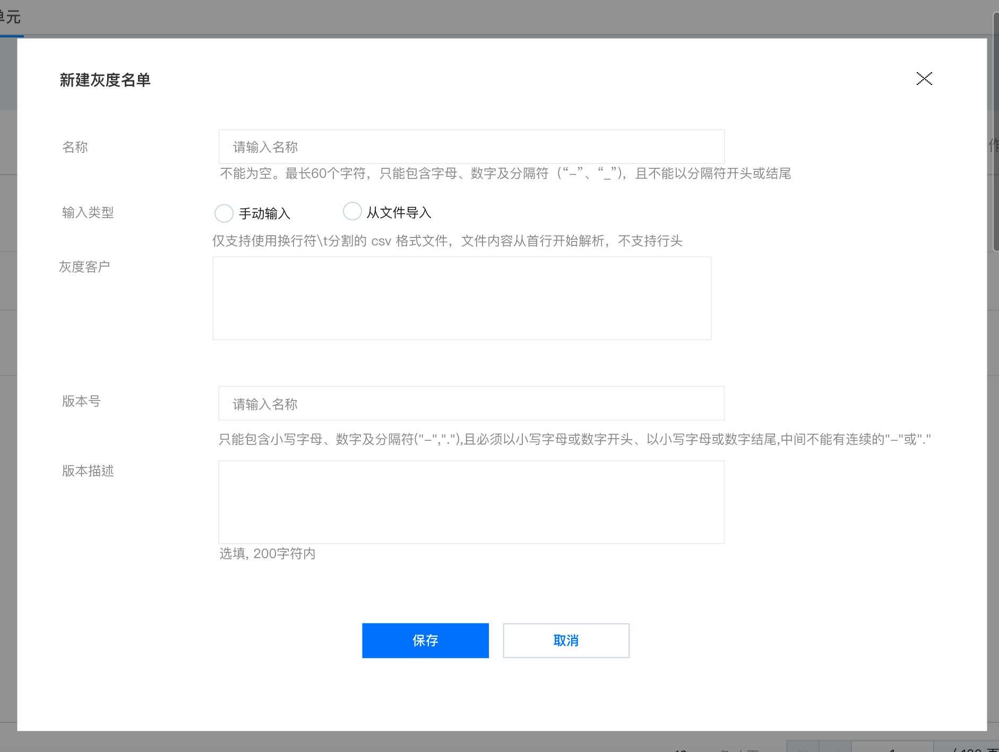 单元
新建灰度名单
名称
请输入名称
不能为空。最长60个字符，只能包含字母、数字及分隔符（“-”、“_”)，且不能以分隔符开头或结尾
输入类型
手动输入
从文件导入
仅支持使用换行符\t分割的 csv 格式文件，文件内容从首行开始解析，不支持行头
灰度客户
版本号
请输入名称
只能包含小写字母、数字及分隔符("-","."),且必须以小写字母或数字开头、以小写字母或数字结尾,中间不能有连续的"-"或"."
版本描述
选填, 200字符内
保存
取消